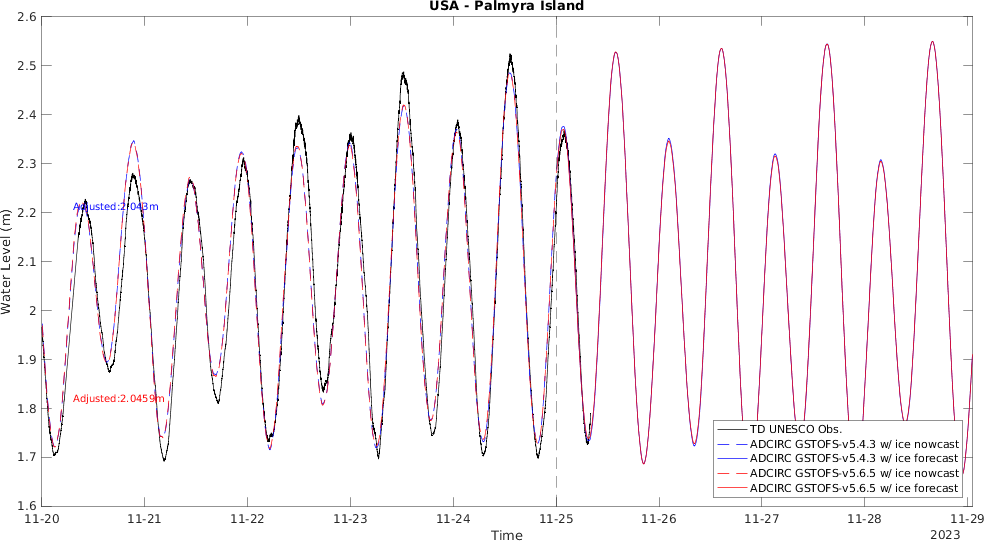 USA - Palmyra Island
2.6
2.5
2.4
2.3
2.2
2.1
2
1.9
1.8
1.7
1.6
Water Level (m)
Adjusted:2.043m
Adjusted:2.0459m
TD UNESCO Obs.
ADCIRC GSTOFS-v5.4.3 w/ ice nowcast
ADCIRC GSTOFS-v5.4.3 w/ ice forecast
ADCIRC GSTOFS-v5.6.5 w/ ice nowcast
ADCIRC GSTOFS-v5.6.5 w/ ice forecast
11-20 11-21 11-22 11-23 11-24 11-25 11-26 11-27 11-28 11-29
2023
Time